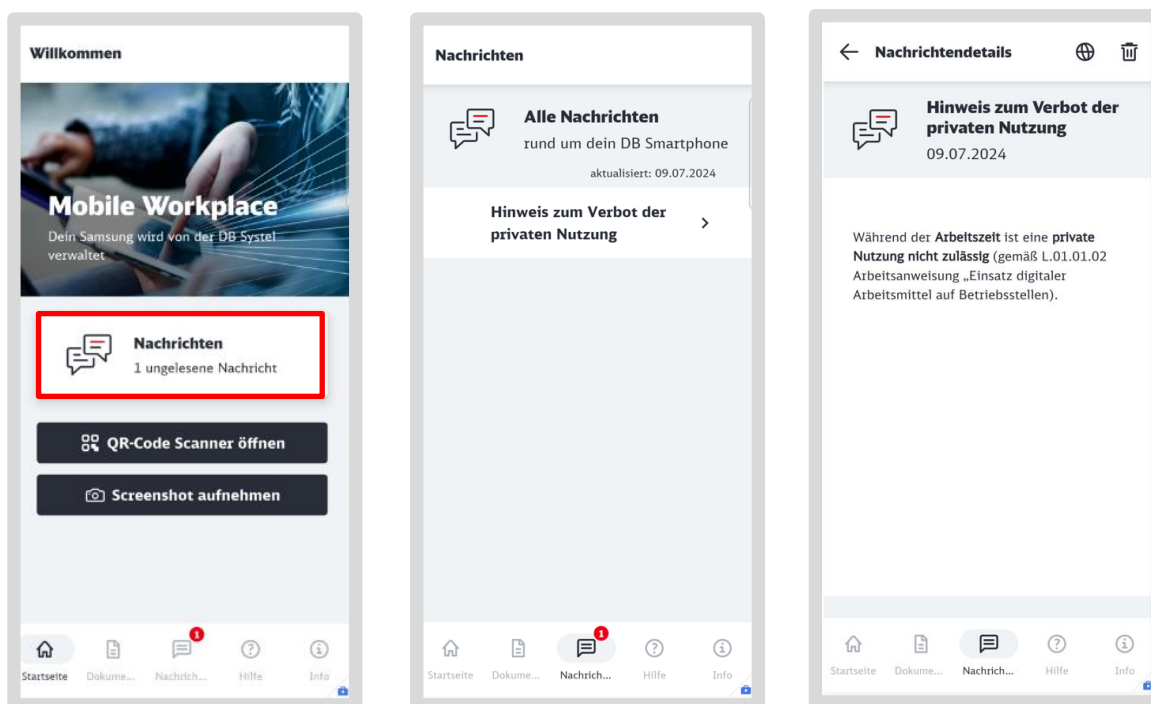 Willkommen
Mobile Workplace
Dein Samsung wird von der DB Systel
verwaltet
Nachrichten
1 ungelesene Nachricht
QR-Code Scanner öffnen
Screenshot aufnehmen
1
Startseite Dokume... Nachrich... Hilfe Info
Nachrichten
Alle Nachrichten
rund um dein DB Smartphone
aktualisiert: 09.07.2024
Hinweis zum Verbot der
privaten Nutzung
1
Startseite Dokume... Nachrich... Hilfe Info
Nachrichtendetails
Hinweis zum Verbot der
privaten Nutzung
09.07.2024
Während der Arbeitszeit ist eine private
Nutzung nicht zulässig (gemäß L.01.01.02
Arbeitsanweisung „Einsatz digitaler
Arbeitsmittel auf Betriebsstellen).
Startseite Dokume... Nachrich... Hilfe Info